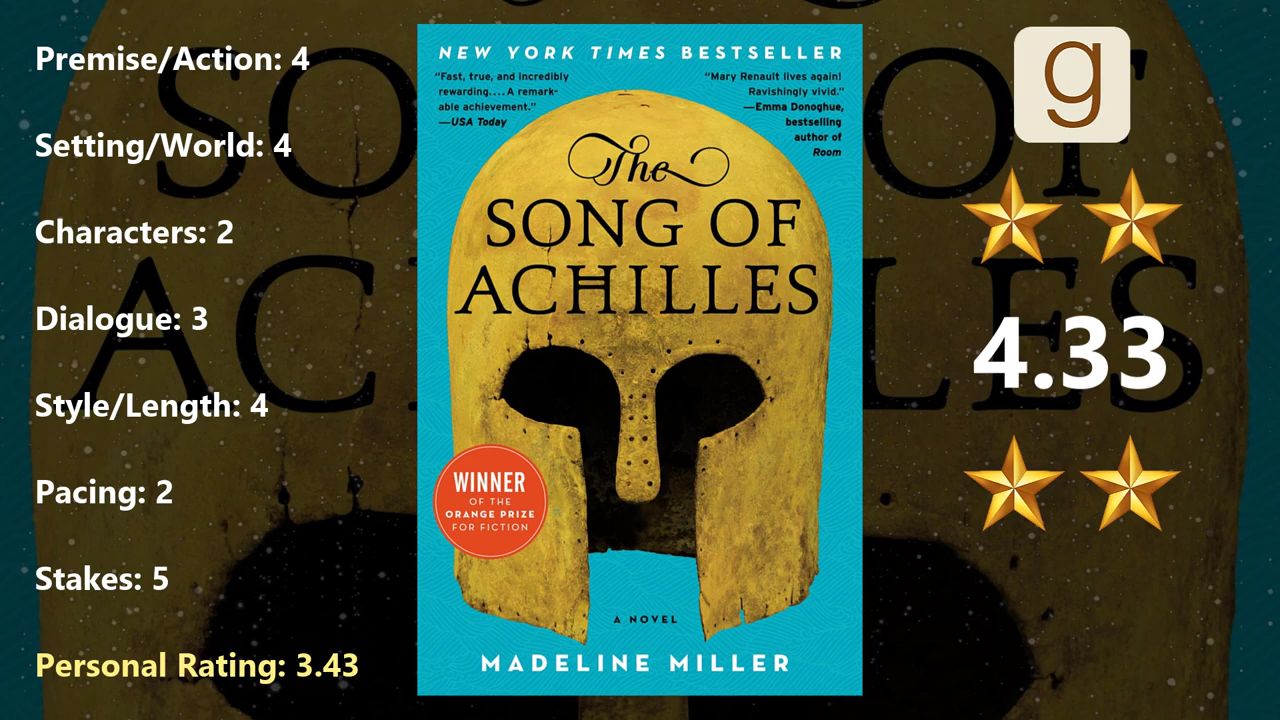 Premise/Action: 4
Setting/World: 4
Characters: 2
Dialogue: 3
Style/Length: 4
Pacing: 2
Stakes: 5
Personal Rating: 3.43
NEW YORK TIMES BESTSELLER
“Fast, true, and incredibly
rewarding.... A remark-
able achievement.”
—USA Today
“Mary Renault lives again!
Ravishingly vivid.”
—Emma Donoghue,
bestselling
author of
Room
The
SONG OF
ACHILLES
WINNER
OF THE
ORANGE PRIZE
FOR FICTION
A NOVEL
MADELINE MILLER
g
4.33